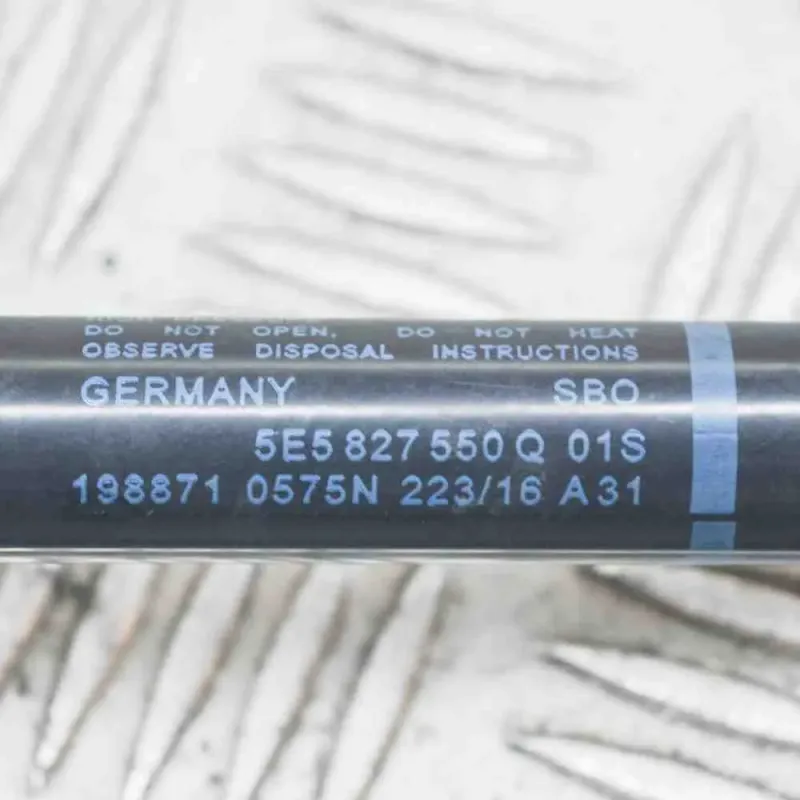 DO NOT OPEN. DO NOT HEAT
OBSERVE DISPOSAL INSTRUCTIONS
GERMANY SBO
5E5 827 550 Q 01S
198871 0575N 223/16 A31